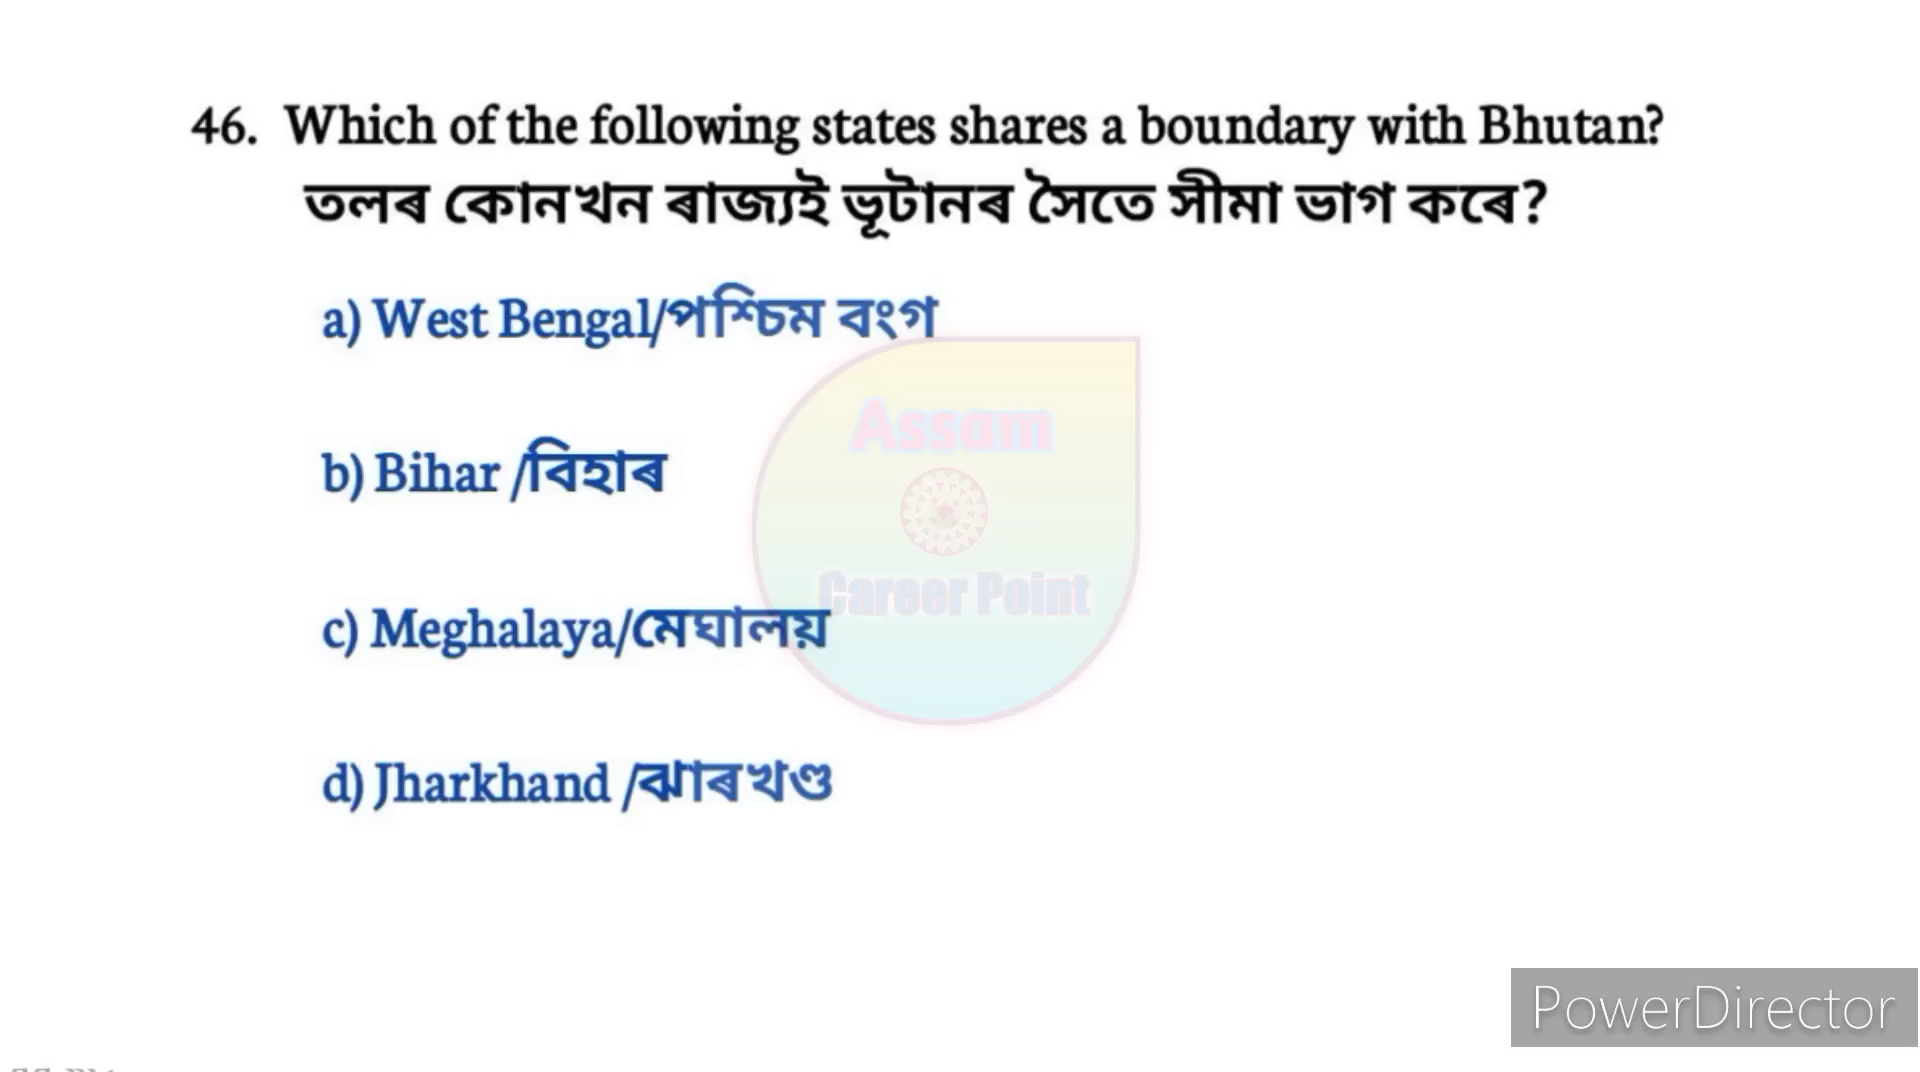 46. Which of the following states shares a boundary with Bhutan?
তলৰ কোনখন ৰাজ্যই ভূটানৰ সৈতে সীমা ভাগ কৰে?
a) West Bengal/পশ্চিম বংগ
Assam
b) Bihar /বিহাৰ
Career Point
c) Meghalaya/মেঘালয়
d) Jharkhand /ঝাৰখণ্ড
PowerDirector